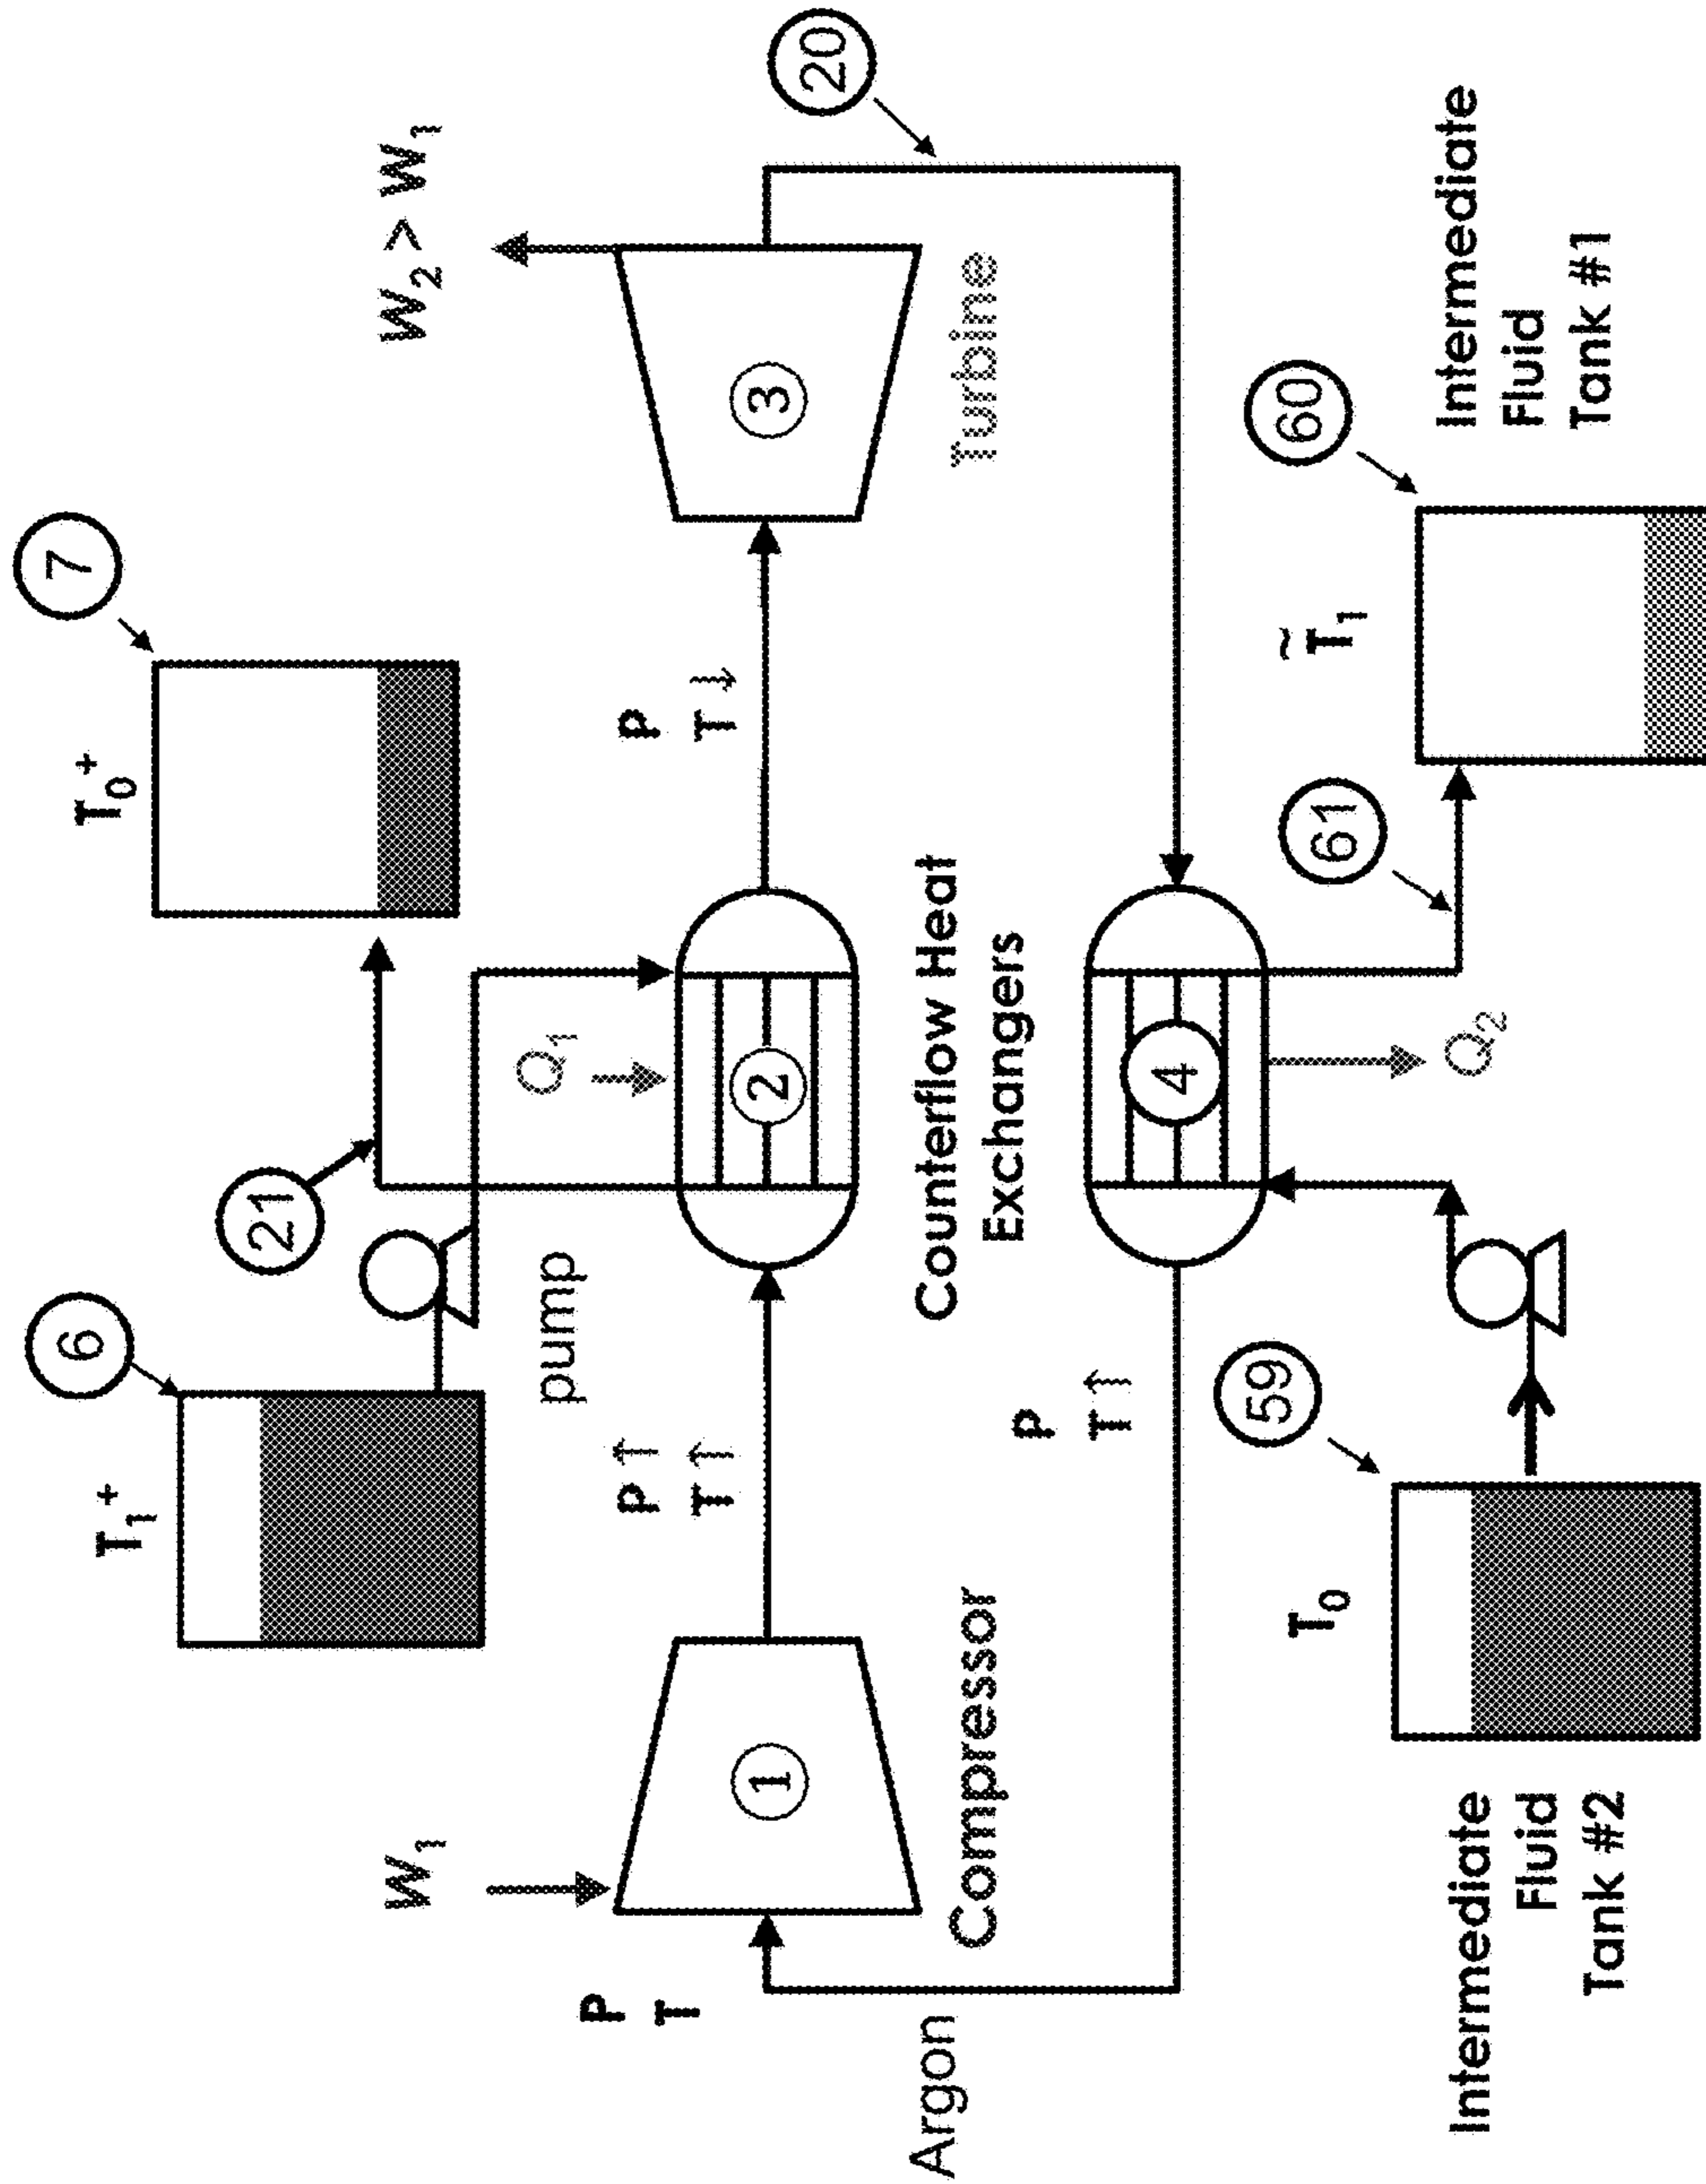 6
7
T₁⁺
T₀⁺
21
W₁
W₂ > W₁
pump
Q₁
P
T
P↑
T↑
P
T↓
20
1
2
3
Compressor
Counterflow Heat
Exchangers
Turbine
Argon
P
T↑
4
59
61
60
T₀
T̃₁
Q₂
Intermediate
Fluid
Tank #2
Intermediate
Fluid
Tank #1